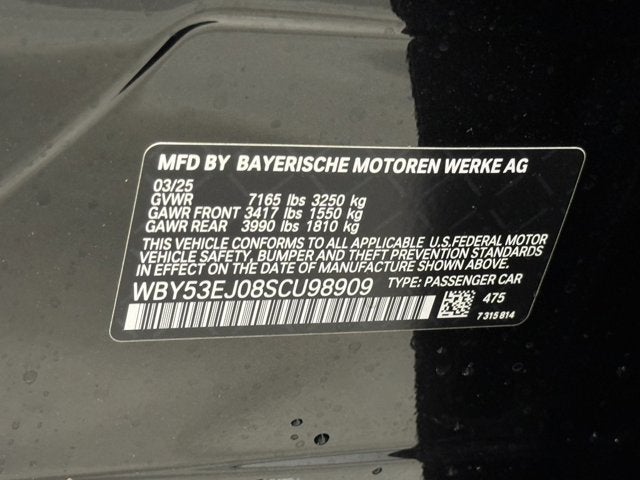 MFD BY BAYERISCHE MOTOREN WERKE AG
03/25
GVWR 7165 lbs 3250 kg
GAWR FRONT 3417 lbs 1550 kg
GAWR REAR 3990 lbs 1810 kg
THIS VEHICLE CONFORMS TO ALL APPLICABLE U.S.FEDERAL MOTOR
VEHICLE SAFETY, BUMPER AND THEFT PREVENTION STANDARDS
IN EFFECT ON THE DATE OF MANUFACTURE SHOWN ABOVE.
WBY53EJ08SCU98909 TYPE: PASSENGER CAR
475
7 315 814